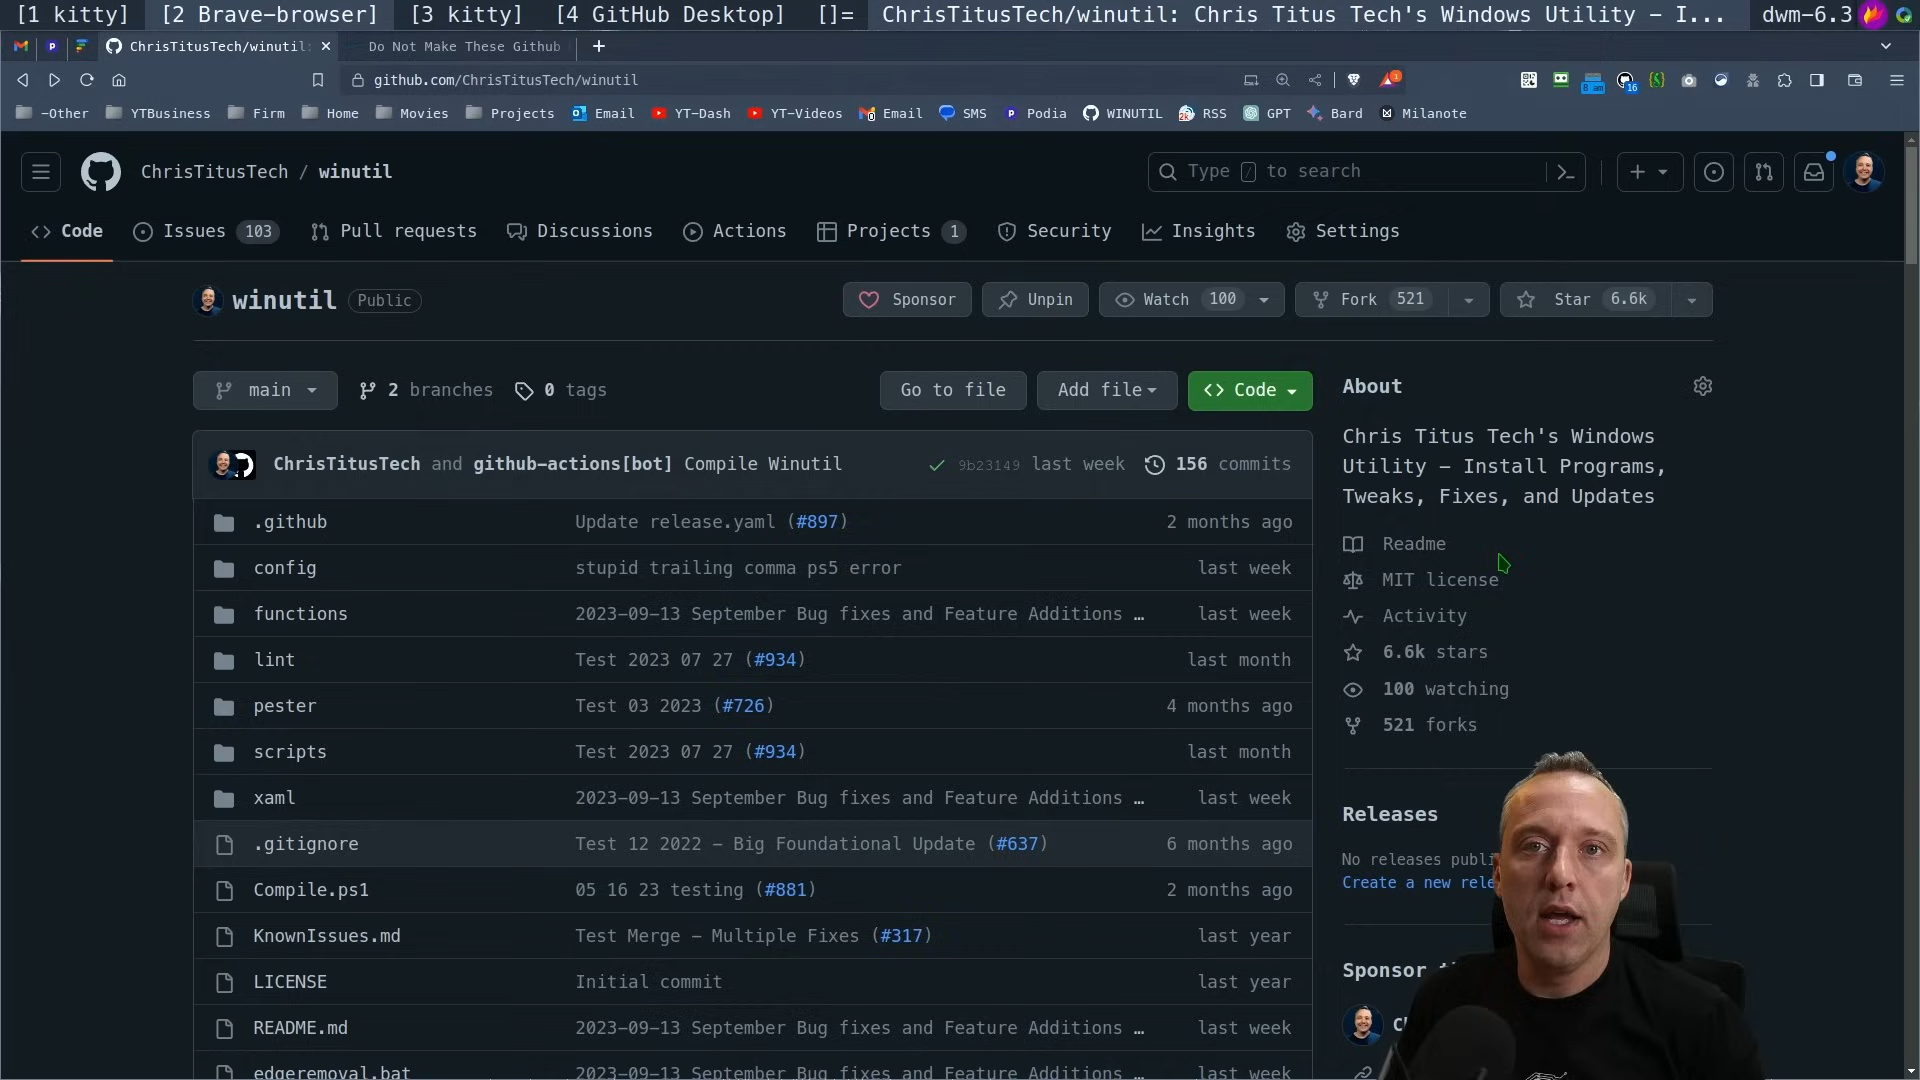 [1 kitty] [2 Brave-browser] [3 kitty] [4 GitHub Desktop] []= ChrisTitusTech/winutil: Chris Titus Tech's Windows Utility - I... dwm-6.3
ChrisTitusTech/winutil: Do Not Make These Github
github.com/ChrisTitusTech/winutil 1 8 am 16
-Other YTBusiness Firm Home Movies Projects Email YT-Dash YT-Videos Email SMS Podia WINUTIL 2k RSS GPT Bard Milanote
ChrisTitusTech / winutil Type / to search
Code Issues 103 Pull requests Discussions Actions Projects 1 Security Insights Settings
winutil Public Sponsor Unpin Watch 100 Fork 521 Star 6.6k
main 2 branches 0 tags Go to file Add file Code
ChrisTitusTech and github-actions[bot] Compile Winutil 9b23149 last week 156 commits
.github Update release.yaml (#897) 2 months ago
config stupid trailing comma ps5 error last week
functions 2023-09-13 September Bug fixes and Feature Additions … last week
lint Test 2023 07 27 (#934) last month
pester Test 03 2023 (#726) 4 months ago
scripts Test 2023 07 27 (#934) last month
xaml 2023-09-13 September Bug fixes and Feature Additions … last week
.gitignore Test 12 2022 - Big Foundational Update (#637) 6 months ago
Compile.ps1 05 16 23 testing (#881) 2 months ago
KnownIssues.md Test Merge - Multiple Fixes (#317) last year
LICENSE Initial commit last year
README.md 2023-09-13 September Bug fixes and Feature Additions … last week
edgeremoval.bat 2023-09-13 September Bug fixes and Feature Additions … last week
About
Chris Titus Tech's Windows
Utility - Install Programs,
Tweaks, Fixes, and Updates
Readme
MIT license
Activity
6.6k stars
100 watching
521 forks
Releases
No releases publi
Create a new rele
Sponsor